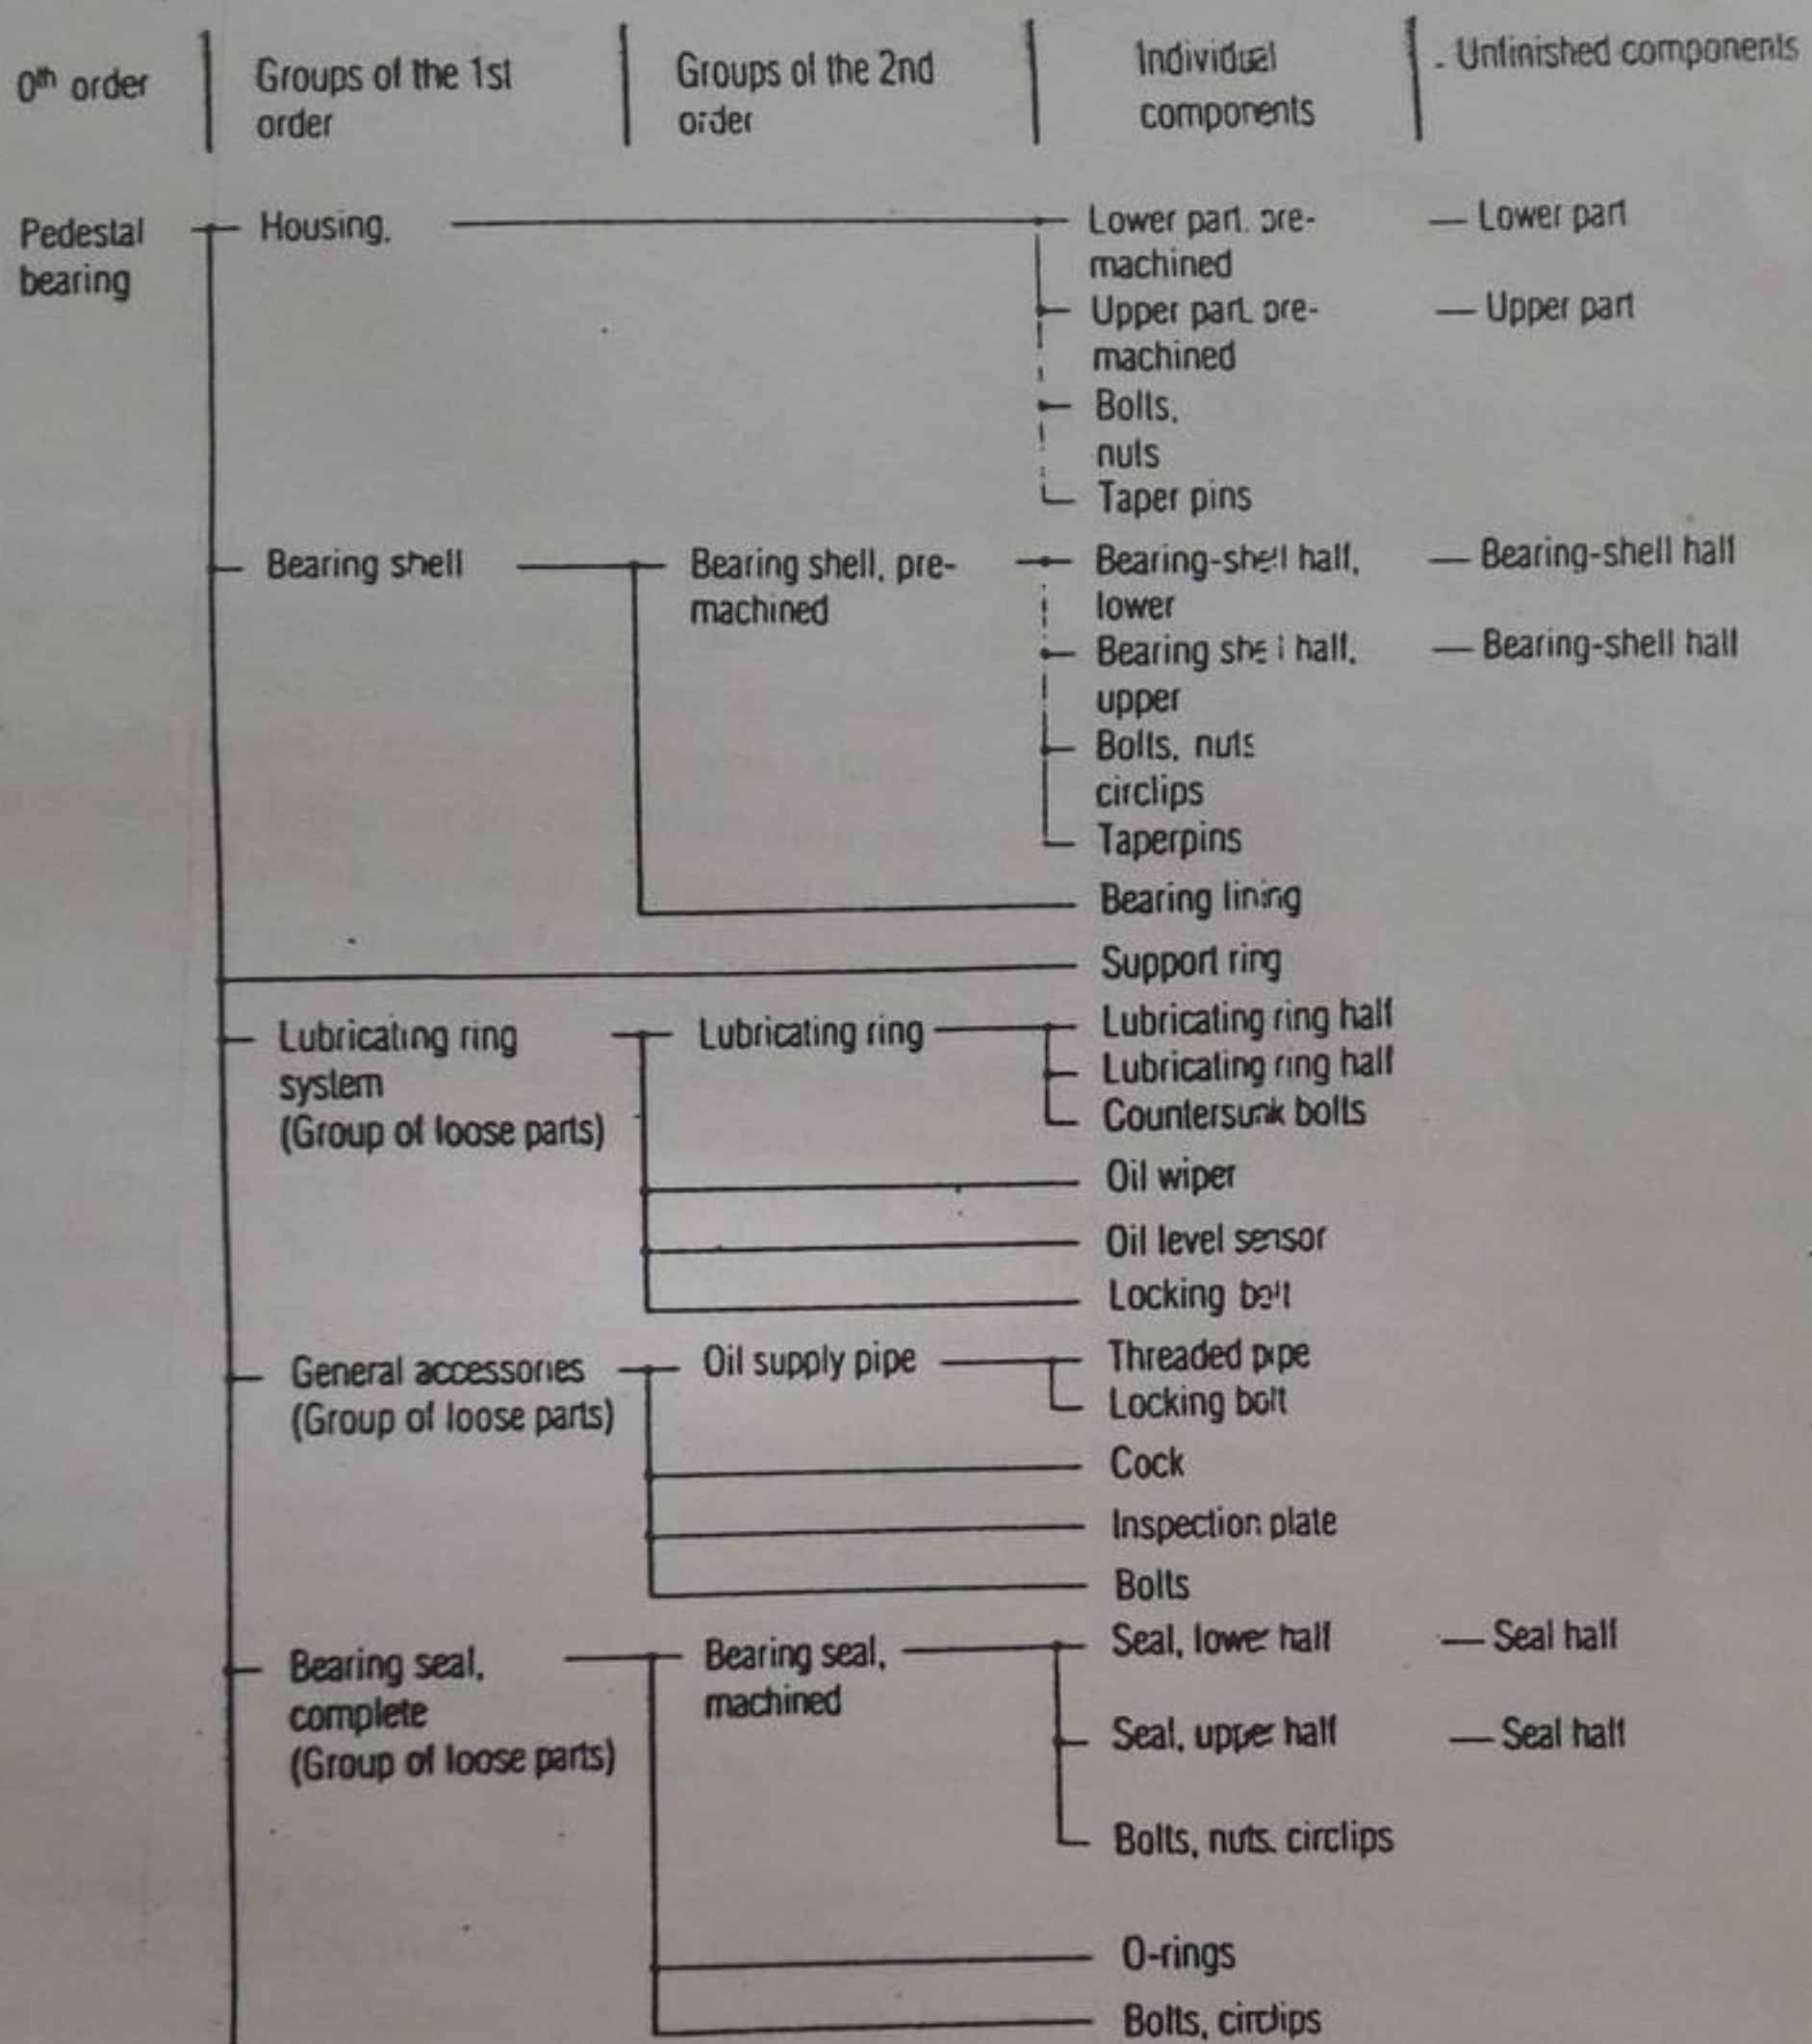 0th order
Groups of the 1st
order
Groups of the 2nd
order
Individual
components
Unfinished components
Pedestal
bearing
Housing.
Lower part, pre-
machined
Lower part
Upper part, pre-
machined
Upper part
Bolts,
nuts
Taper pins
Bearing shell
Bearing shell, pre-
machined
Bearing-shell half,
lower
Bearing-shell half
Bearing shell half,
upper
Bearing-shell half
Bolts, nuts
circlips
Taperpins
Bearing lining
Support ring
Lubricating ring
system
(Group of loose parts)
Lubricating ring
Lubricating ring half
Lubricating ring half
Countersunk bolts
Oil wiper
Oil level sensor
Locking bolt
General accessories
(Group of loose parts)
Oil supply pipe
Threaded pipe
Locking bolt
Cock
Inspection plate
Bolts
Bearing seal,
complete
(Group of loose parts)
Bearing seal,
machined
Seal, lower half
Seal half
Seal, upper half
Seal half
Bolts, nuts, circlips
O-rings
Bolts, circlips